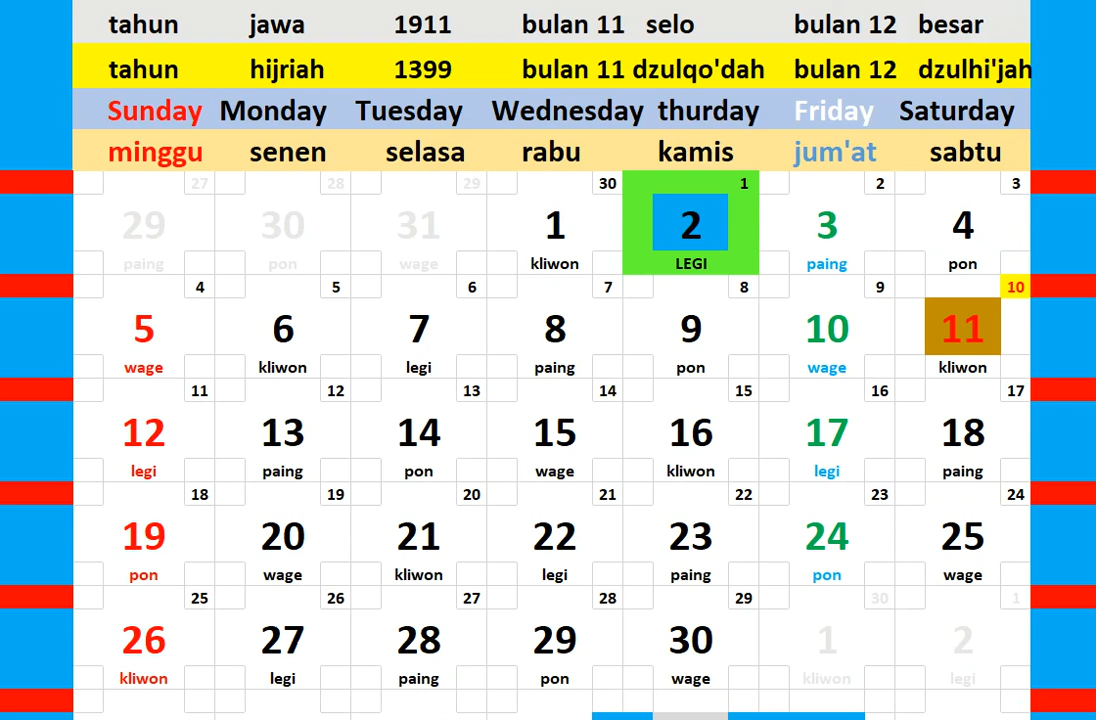 tahun jawa 1911 bulan 11 selo bulan 12 besar
tahun hijriah 1399 bulan 11 dzulqo'dah bulan 12 dzulhi'jah
Sunday Monday Tuesday Wednesday thurday Friday Saturday
minggu senen selasa rabu kamis jum'at sabtu
27 28 29 30 1 2 3
29 30 31 1 2 3 4
paing pon wage kliwon LEGI paing pon
4 5 6 7 8 9 10
5 6 7 8 9 10 11
wage kliwon legi paing pon wage kliwon
11 12 13 14 15 16 17
12 13 14 15 16 17 18
legi paing pon wage kliwon legi paing
18 19 20 21 22 23 24
19 20 21 22 23 24 25
pon wage kliwon legi paing pon wage
25 26 27 28 29 30 1
26 27 28 29 30 1 2
kliwon legi paing pon wage kliwon legi